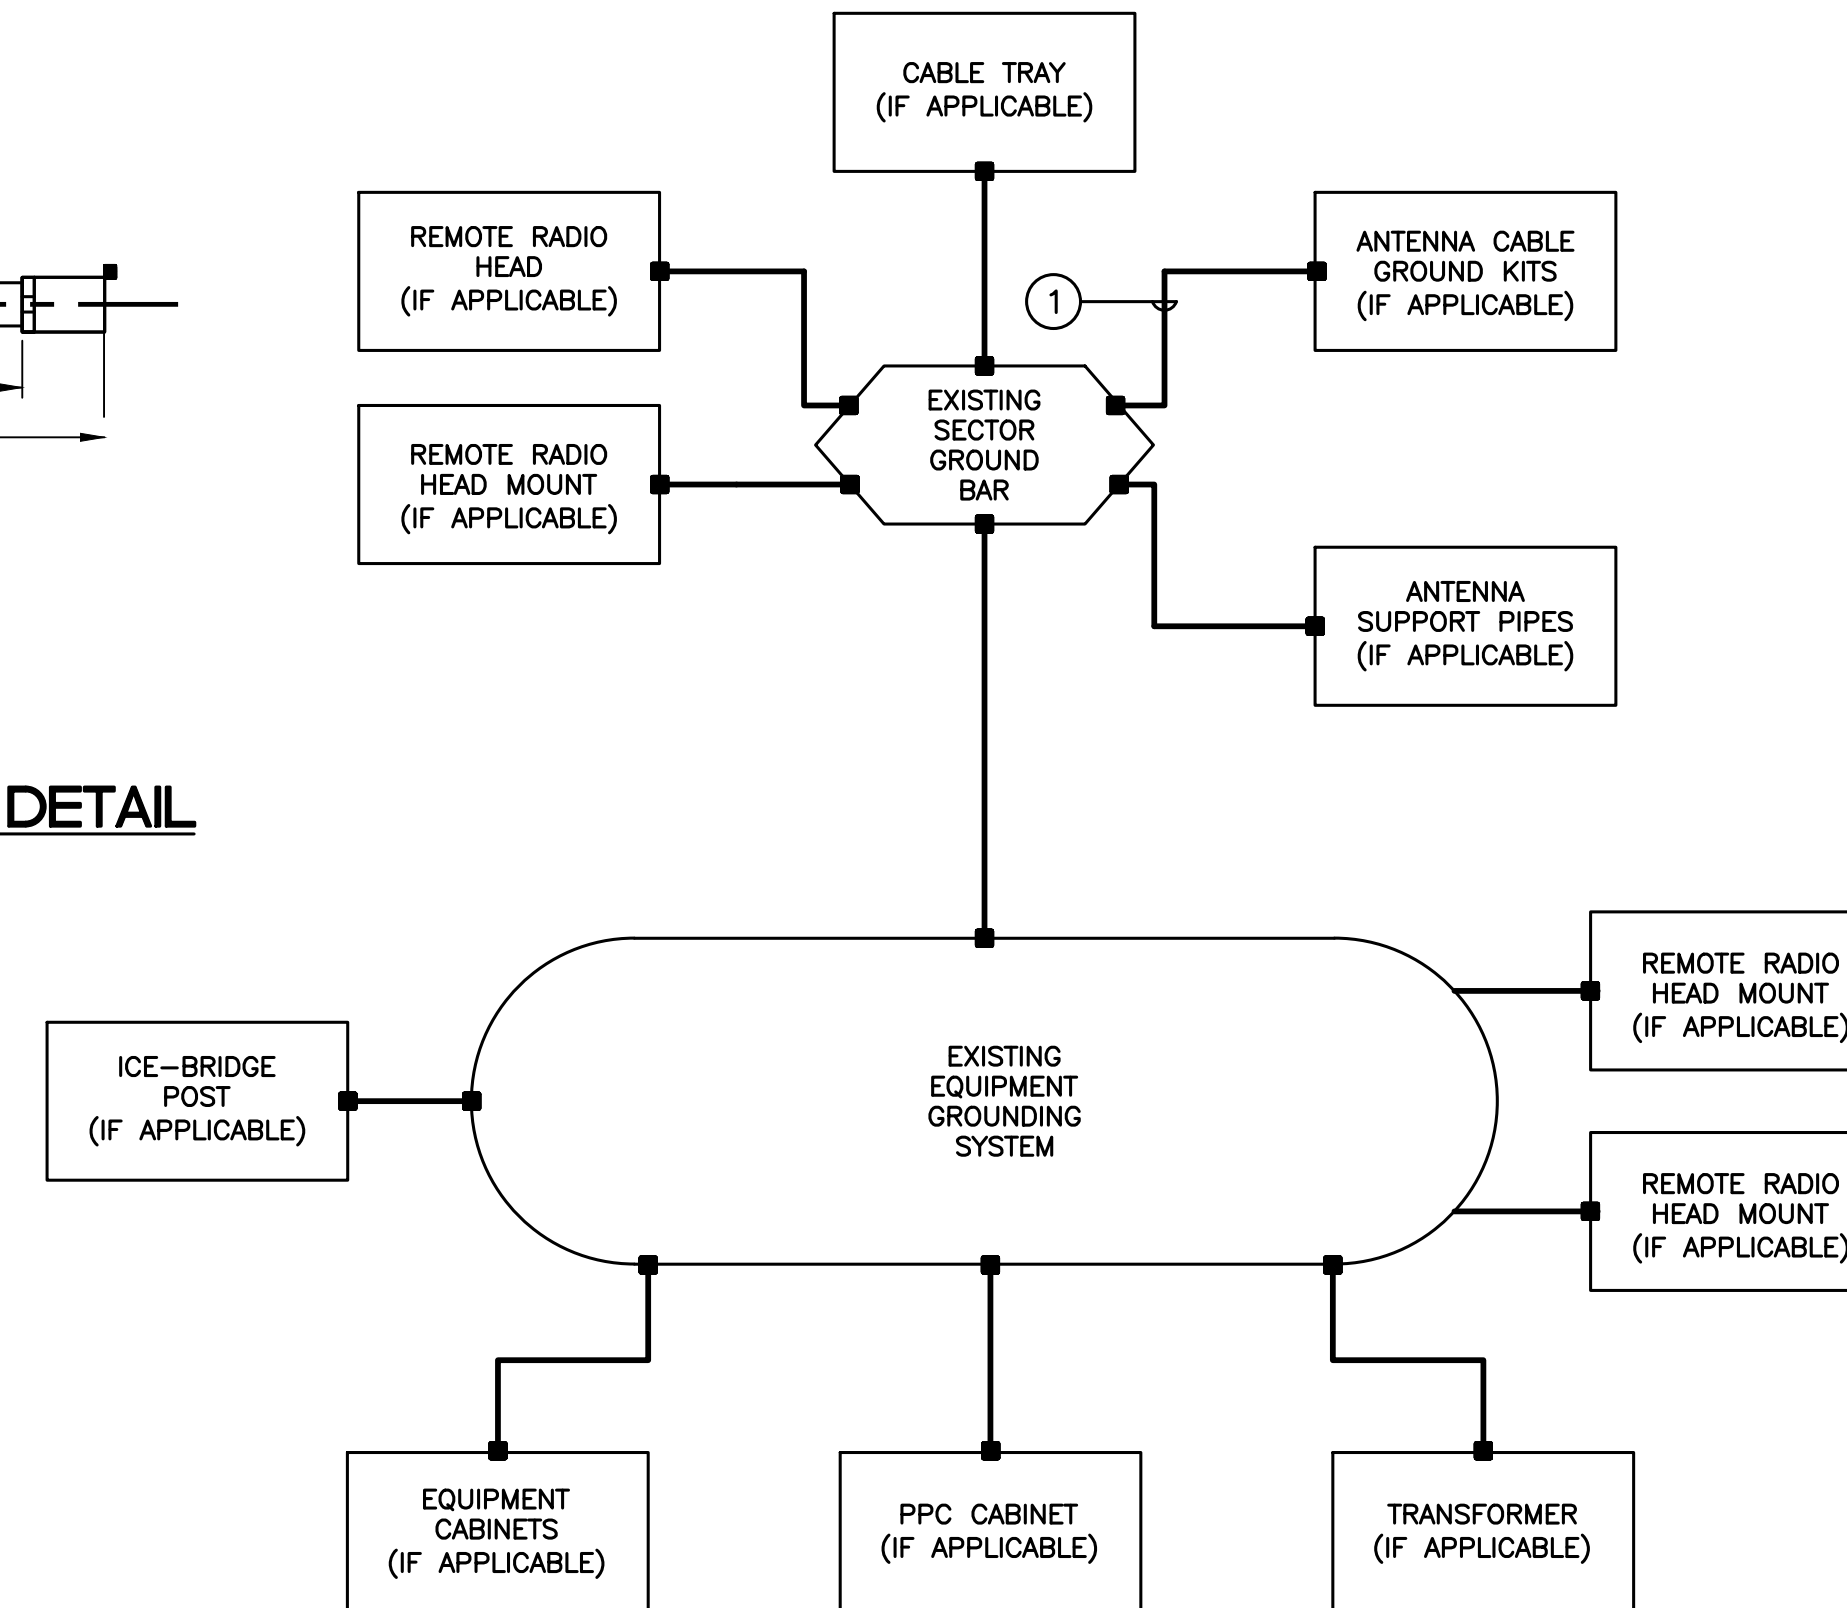 CABLE TRAY
(IF APPLICABLE)
REMOTE RADIO
HEAD
(IF APPLICABLE)
ANTENNA CABLE
GROUND KITS
(IF APPLICABLE)
1
EXISTING
SECTOR
GROUND
BAR
REMOTE RADIO
HEAD MOUNT
(IF APPLICABLE)
ANTENNA
SUPPORT PIPES
(IF APPLICABLE)
DETAIL
REMOTE RADIO
HEAD MOUNT
(IF APPLICABLE)
ICE-BRIDGE
POST
(IF APPLICABLE)
EXISTING
EQUIPMENT
GROUNDING
SYSTEM
REMOTE RADIO
HEAD MOUNT
(IF APPLICABLE)
EQUIPMENT
CABINETS
(IF APPLICABLE)
PPC CABINET
(IF APPLICABLE)
TRANSFORMER
(IF APPLICABLE)